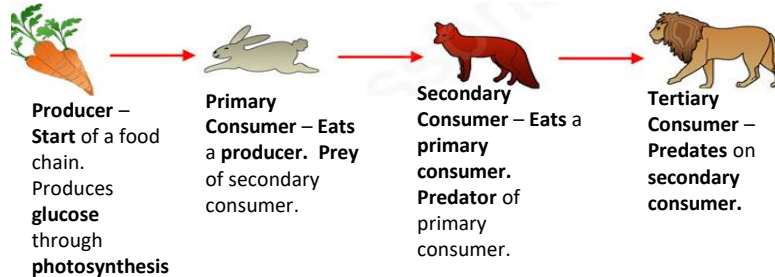 Producer –
Start of a food
chain.
Produces
glucose
through
photosynthesis
Primary
Consumer – Eats
a producer. Prey
of secondary
consumer.
Secondary
Consumer – Eats a
primary
consumer.
Predator of
primary
consumer.
Tertiary
Consumer –
Predates on
secondary
consumer.